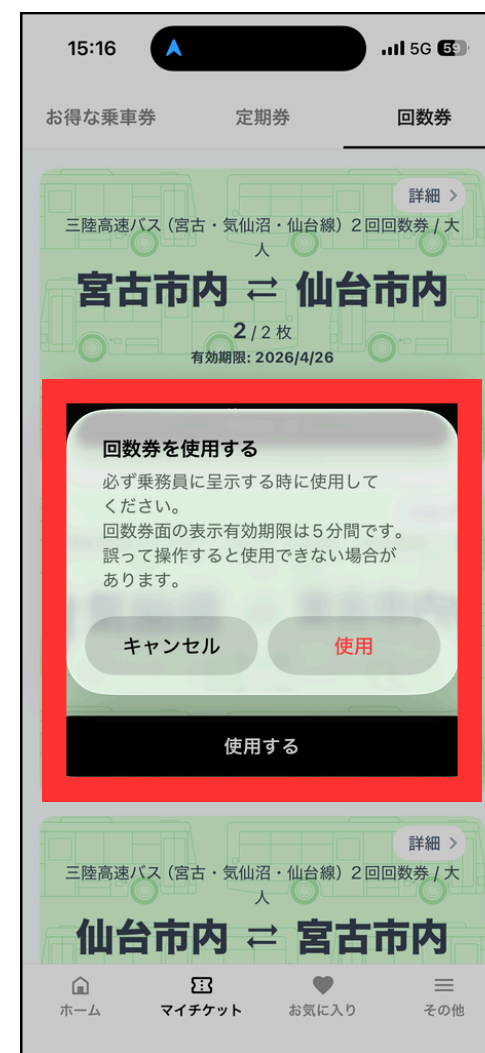 15:16
5G 59
お得な乗車券 定期券 回数券
詳細 >
三陸高速バス（宮古・気仙沼・仙台線）２回回数券 / 大
人
宮古市内 ⇄ 仙台市内
2 / 2 枚
有効期限: 2026/4/26
回数券を使用する
必ず乗務員に呈示する時に使用して
ください。
回数券面の表示有効期限は５分間です。
誤って操作すると使用できない場合が
あります。
キャンセル 使用
使用する
詳細 >
三陸高速バス（宮古・気仙沼・仙台線）２回回数券 / 大
人
仙台市内 ⇄ 宮古市内
ホーム マイチケット お気に入り その他